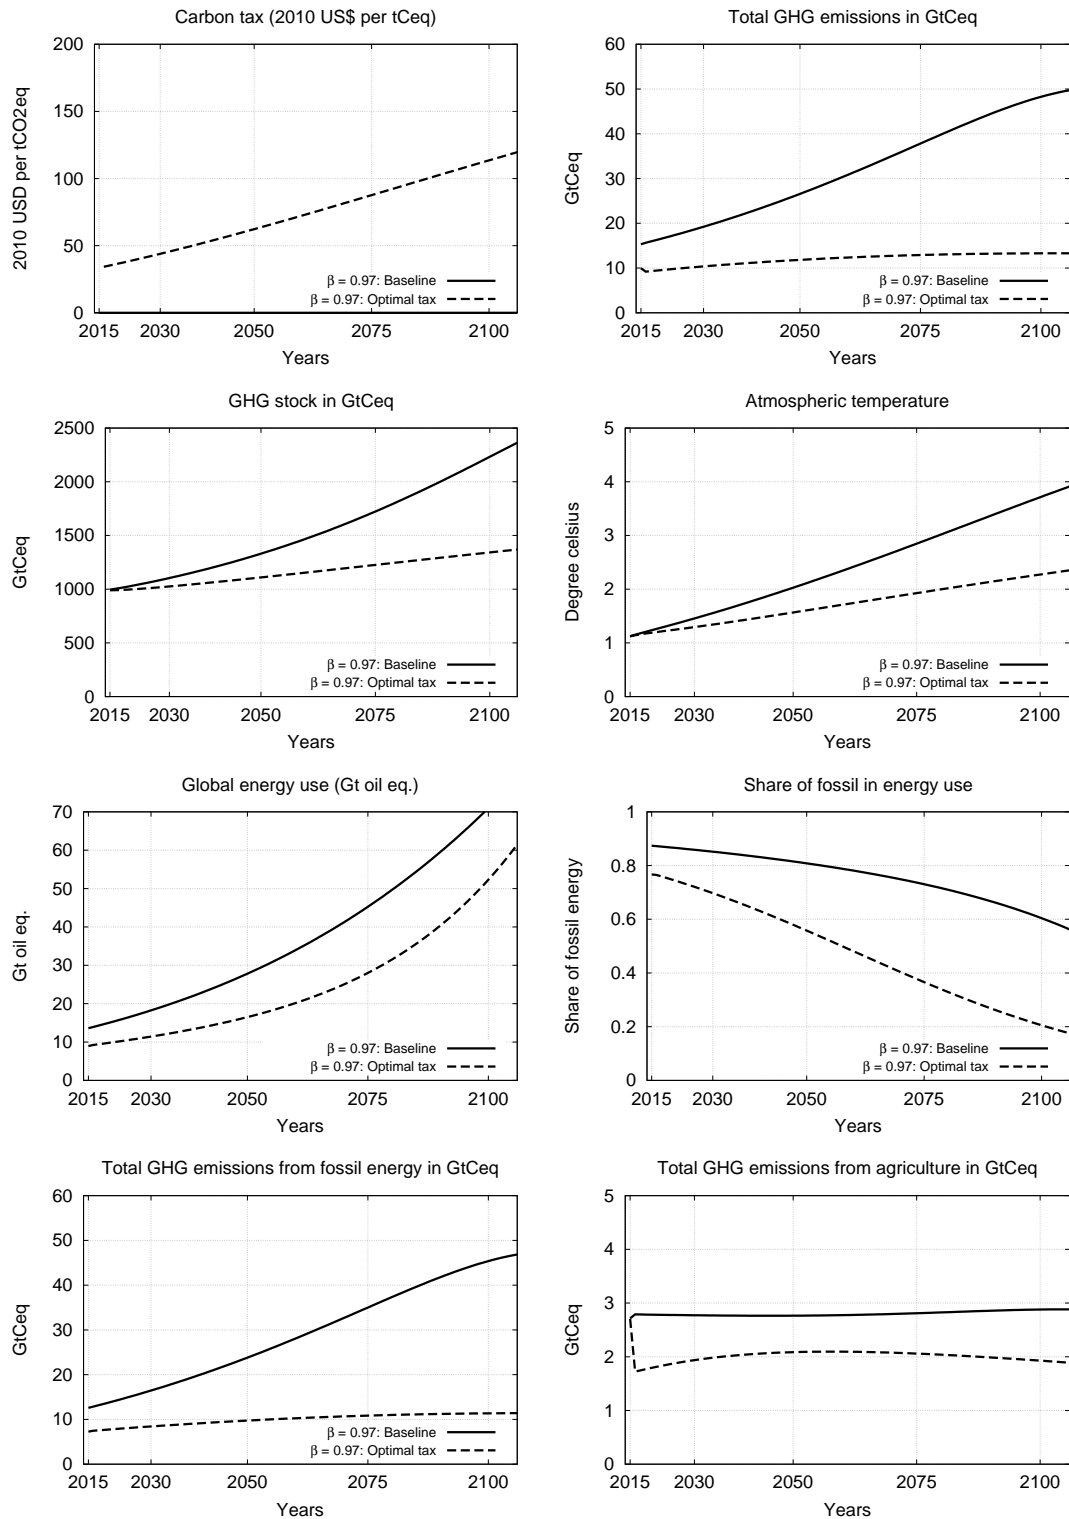 Carbon tax (2010 US$ per tCeq)
200
150
100
50
0
2010 USD per tCO2eq
β = 0.97: Baseline
β = 0.97: Optimal tax
2015 2030 2050 2075 2100
Years
Total GHG emissions in GtCeq
60
50
40
30
20
10
0
GtCeq
β = 0.97: Baseline
β = 0.97: Optimal tax
2015 2030 2050 2075 2100
Years
GHG stock in GtCeq
2500
2000
1500
1000
500
0
GtCeq
β = 0.97: Baseline
β = 0.97: Optimal tax
2015 2030 2050 2075 2100
Years
Atmospheric temperature
5
4
3
2
1
0
Degree celsius
β = 0.97: Baseline
β = 0.97: Optimal tax
2015 2030 2050 2075 2100
Years
Global energy use (Gt oil eq.)
70
60
50
40
30
20
10
0
Gt oil eq.
β = 0.97: Baseline
β = 0.97: Optimal tax
2015 2030 2050 2075 2100
Years
Share of fossil in energy use
1
0.8
0.6
0.4
0.2
0
Share of fossil energy
β = 0.97: Baseline
β = 0.97: Optimal tax
2015 2030 2050 2075 2100
Years
Total GHG emissions from fossil energy in GtCeq
60
50
40
30
20
10
0
GtCeq
β = 0.97: Baseline
β = 0.97: Optimal tax
2015 2030 2050 2075 2100
Years
Total GHG emissions from agriculture in GtCeq
5
4
3
2
1
0
GtCeq
β = 0.97: Baseline
β = 0.97: Optimal tax
2015 2030 2050 2075 2100
Years